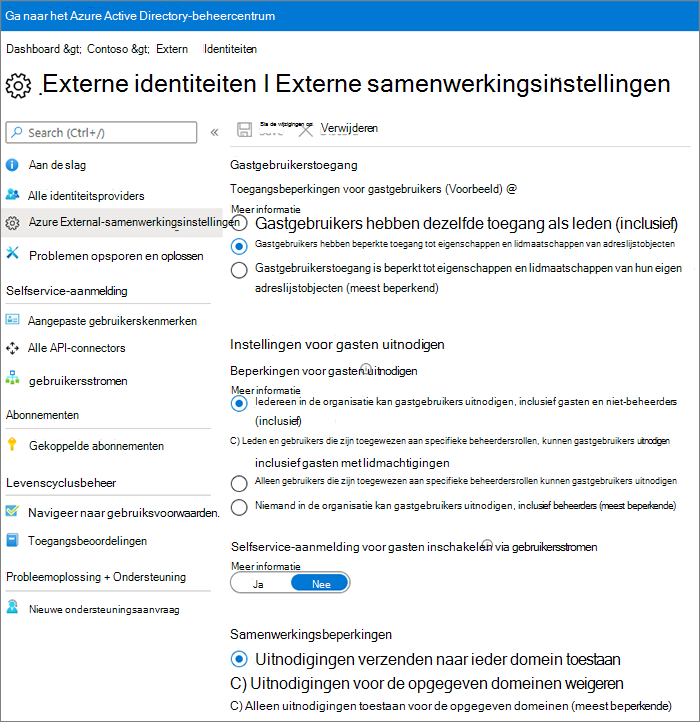 Ga naar het Azure Active Directory-beheercentrum
Dashboard &gt; Contoso &gt; Extern Identiteiten
Externe identiteiten I Externe samenwerkingsinstellingen
Search (Ctrl+/)
«
Sla de wijzigingen op.
Verwijderen
Aan de slag
Alle identiteitsproviders
Azure External-samenwerkingsinstellingen
Problemen opsporen en oplossen
Selfservice-aanmelding
Aangepaste gebruikerskenmerken
Alle API-connectors
gebruikersstromen
Abonnementen
Gekoppelde abonnementen
Levenscyclusbeheer
Navigeer naar gebruiksvoorwaarden.
Toegangsbeoordelingen
Probleemoplossing + Ondersteuning
Nieuwe ondersteuningsaanvraag
Gastgebruikerstoegang
Toegangsbeperkingen voor gastgebruikers (Voorbeeld) @
Meer informatie
Gastgebruikers hebben dezelfde toegang als leden (inclusief)
Gastgebruikers hebben beperkte toegang tot eigenschappen en lidmaatschappen van adreslijstobjecten
Gastgebruikerstoegang is beperkt tot eigenschappen en lidmaatschappen van hun eigen
adreslijstobjecten (meest beperkend)
Instellingen voor gasten uitnodigen
Beperkingen voor gasten uitnodigen
Meer informatie
Iedereen in de organisatie kan gastgebruikers uitnodigen, inclusief gasten en niet-beheerders
(inclusief)
C) Leden en gebruikers die zijn toegewezen aan specifieke beheerdersrollen, kunnen gastgebruikers uitnodigen
inclusief gasten met lidmachtigingen
Alleen gebruikers die zijn toegewezen aan specifieke beheerdersrollen kunnen gastgebruikers uitnodigen
Niemand in de organisatie kan gastgebruikers uitnodigen, inclusief beheerders (meest beperkende)
Selfservice-aanmelding voor gasten inschakelen via gebruikersstromen
Meer informatie
Ja Nee
Samenwerkingsbeperkingen
Uitnodigingen verzenden naar ieder domein toestaan
C) Uitnodigingen voor de opgegeven domeinen weigeren
C) Alleen uitnodigingen toestaan voor de opgegeven domeinen (meest beperkende)